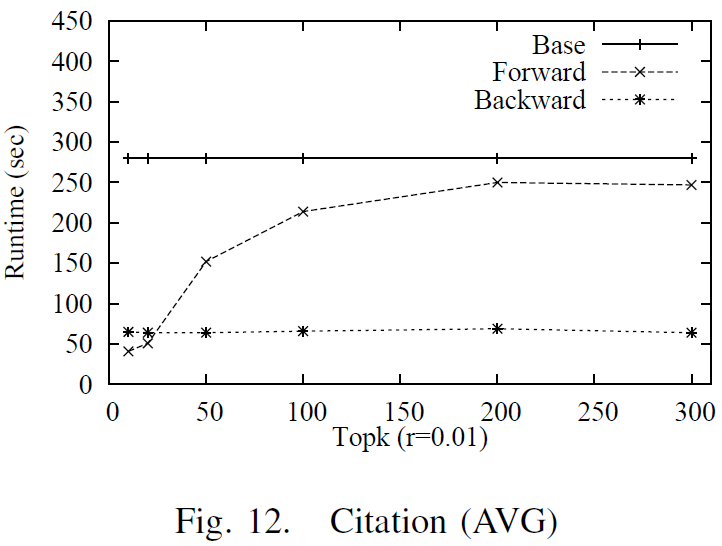 450
400
350
300
250
200
150
100
50
0
Runtime (sec)
Base
Forward
Backward
0 50 100 150 200 250 300
Topk (r=0.01)
Fig. 12. Citation (AVG)